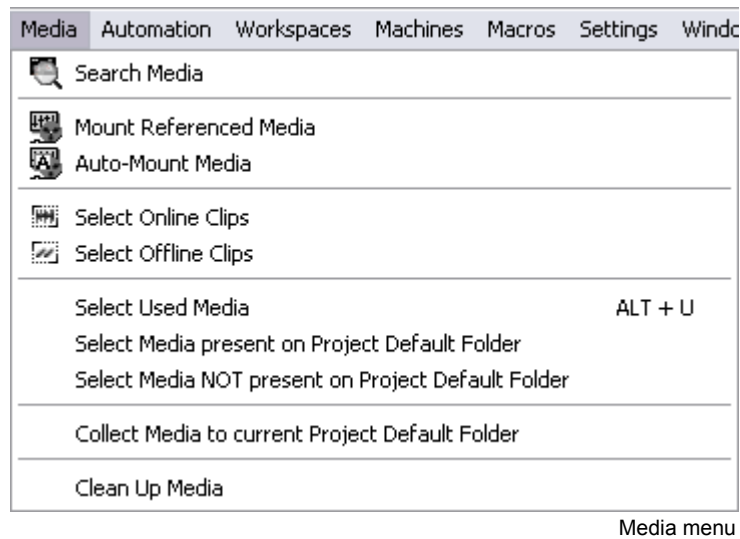 Media Automation Workspaces Machines Macros Settings Windo
Search Media
Mount Referenced Media
Auto-Mount Media
Select Online Clips
Select Offline Clips
Select Used Media ALT + U
Select Media present on Project Default Folder
Select Media NOT present on Project Default Folder
Collect Media to current Project Default Folder
Clean Up Media
Media menu